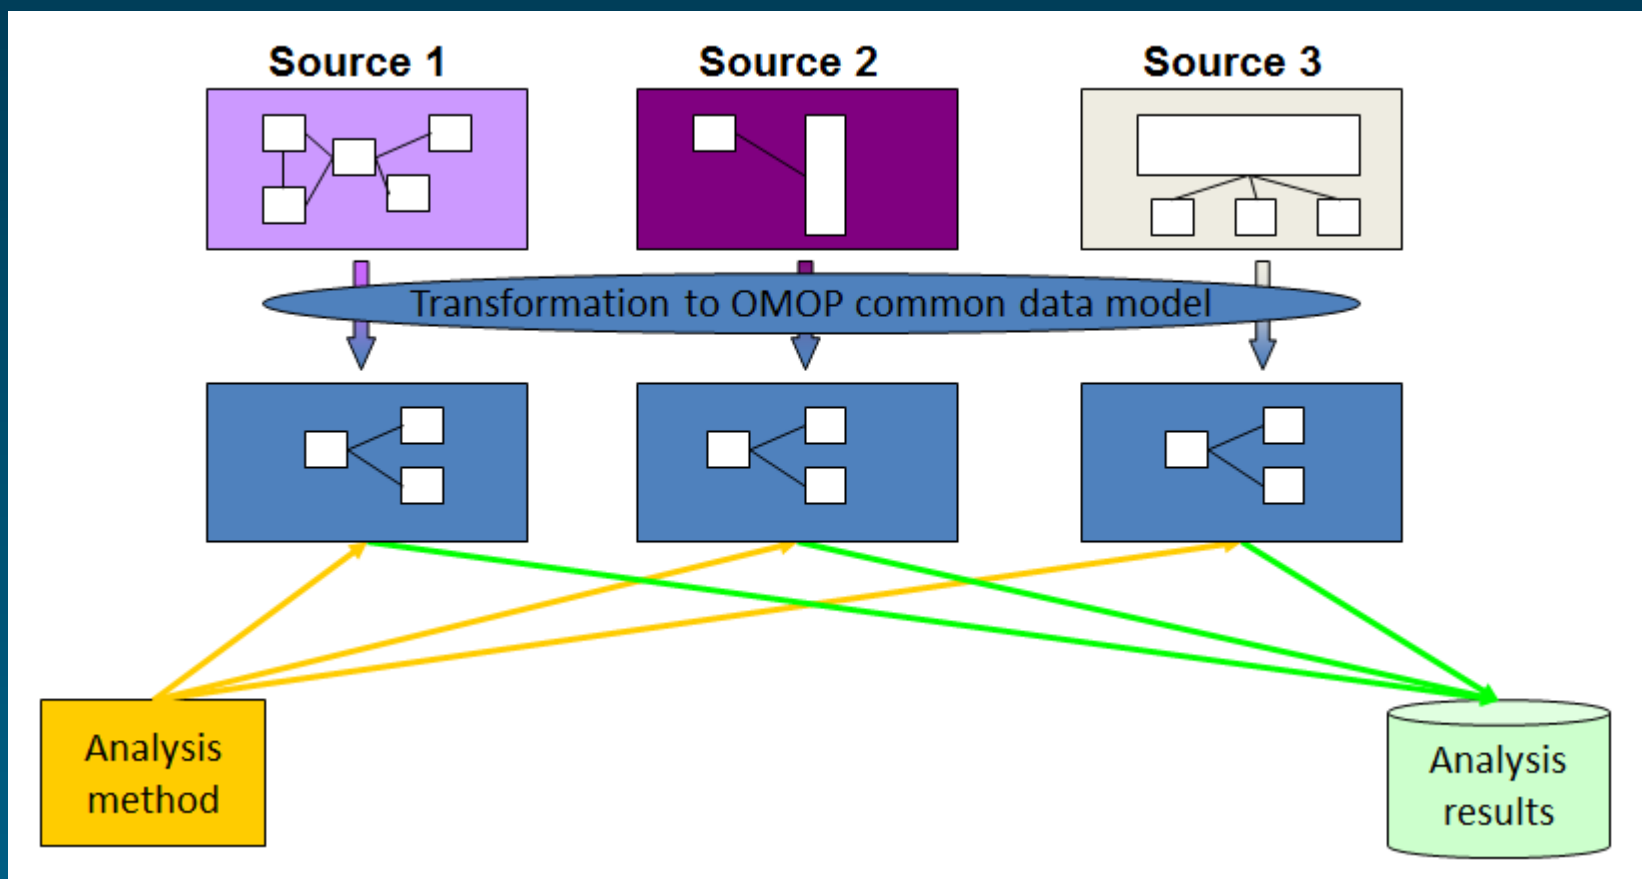 Source 1
Source 2
Source 3
Transformation to OMOP common data model
Analysis
method
Analysis
results